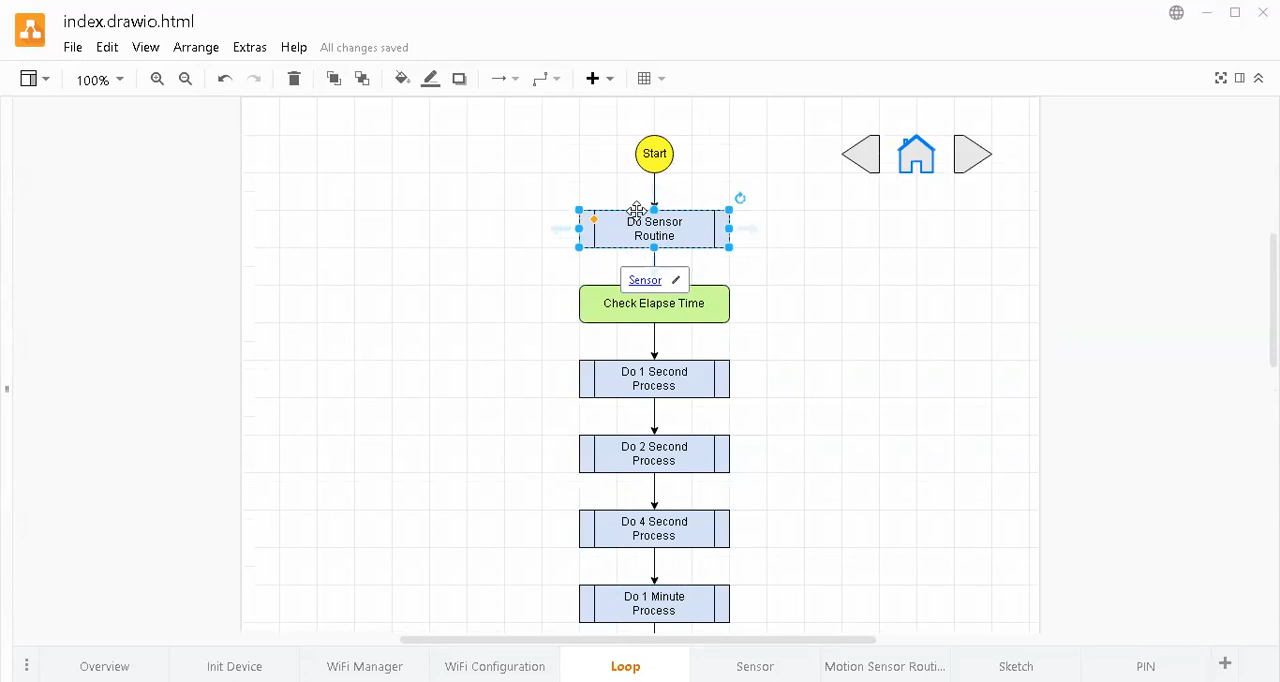 index.drawio.html
File Edit View Arrange Extras Help All changes saved
100%
Start
Do Sensor
Routine
Sensor
Check Elapse Time
Do 1 Second
Process
Do 2 Second
Process
Do 4 Second
Process
Do 1 Minute
Process
Overview Init Device WiFi Manager WiFi Configuration Loop Sensor Motion Sensor Routi... Sketch PIN